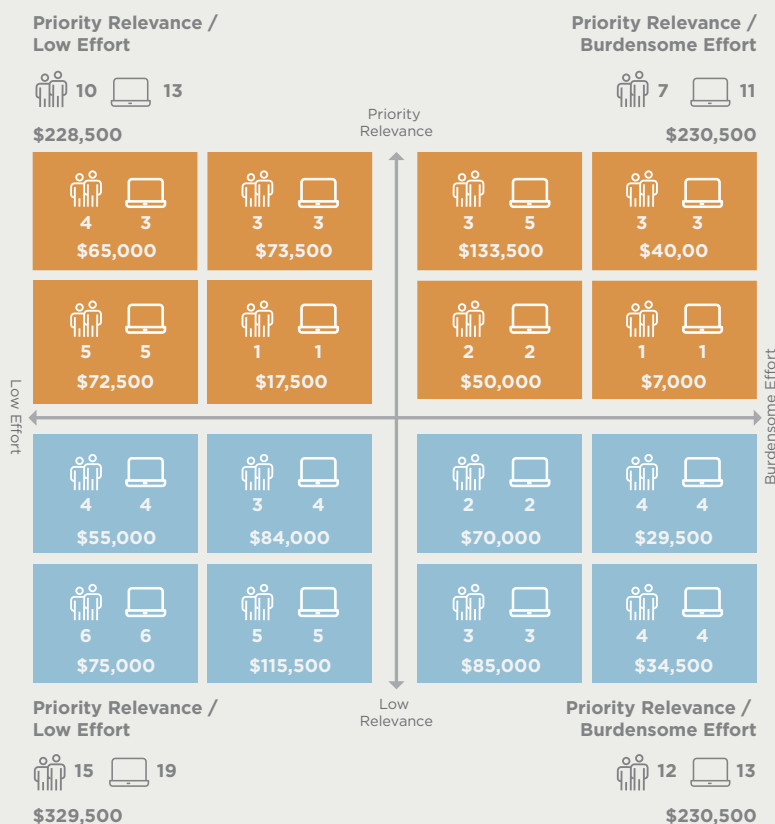 Priority Relevance /
Low Effort
10 13
$228,500
Priority Relevance /
Burdensome Effort
7 11
$230,500
Priority
Relevance
4 3
$65,000
3 3
$73,500
3 5
$133,500
3 3
$40,00
5 5
$72,500
1 1
$17,500
2 2
$50,000
1 1
$7,000
Low Effort
Burdensome Effort
4 4
$55,000
3 4
$84,000
2 2
$70,000
4 4
$29,500
6 6
$75,000
5 5
$115,500
3 3
$85,000
4 4
$34,500
Low
Relevance
Priority Relevance /
Low Effort
15 19
$329,500
Priority Relevance /
Burdensome Effort
12 13
$230,500